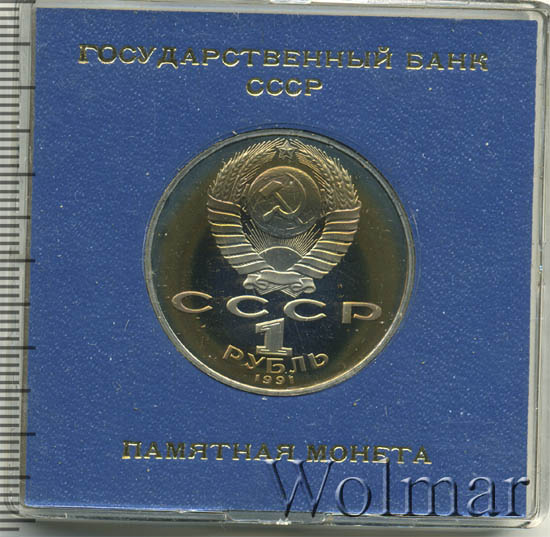 ГОСУДАРСТВЕННЫЙ БАНК
СССР
СССР
1
РУБЛЬ
1991
ПАМЯТНАЯ МОНЕТА
Wolmar